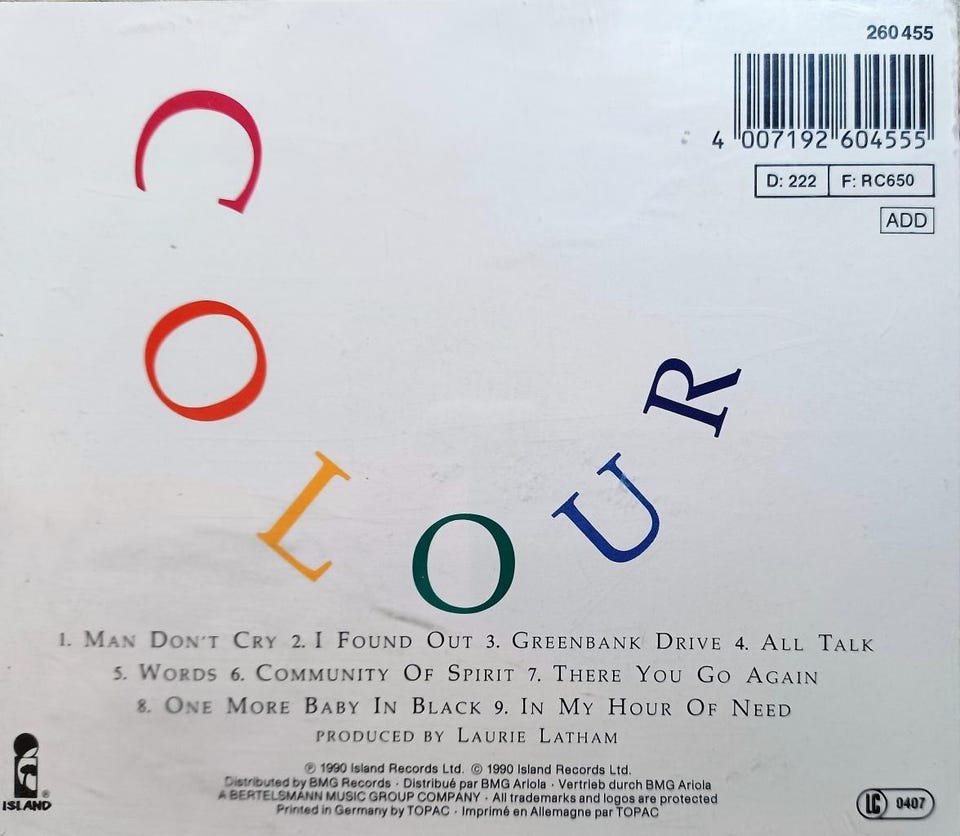 260 455
4 007192 604555
D: 222 F: RC650
ADD
COLOUR
1. MAN DON'T CRY 2. I FOUND OUT 3. GREENBANK DRIVE 4. ALL TALK
5. WORDS 6. COMMUNITY OF SPIRIT 7. THERE YOU GO AGAIN
8. ONE MORE BABY IN BLACK 9. IN MY HOUR OF NEED
PRODUCED BY LAURIE LATHAM
℗ 1990 Island Records Ltd. © 1990 Island Records Ltd.
Distributed by BMG Records · Distribué par BMG Ariola · Vertrieb durch BMG Ariola
A BERTELSMANN MUSIC GROUP COMPANY · All trademarks and logos are protected
Printed in Germany by TOPAC · Imprimé en Allemagne par TOPAC
ISLAND ®
LC 0407